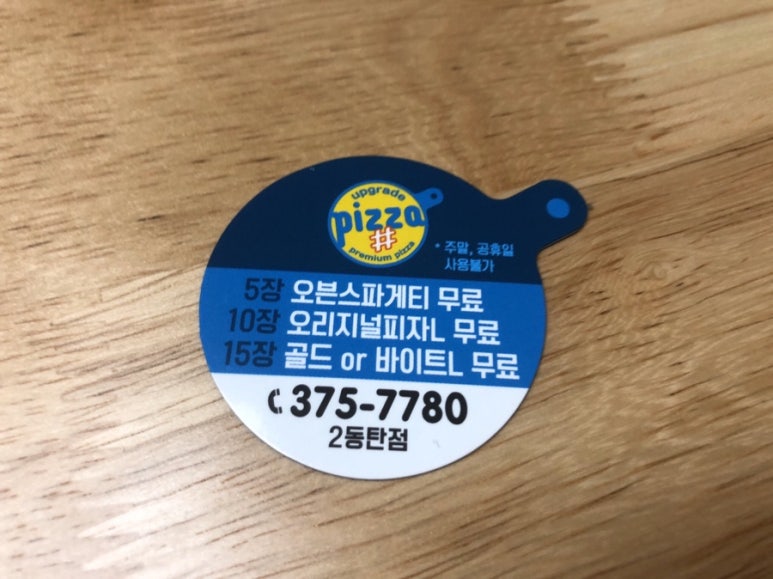 upgrade
pizza
#
premium pizza
* 주말, 공휴일
사용불가
5장 오븐스파게티 무료
10장 오리지널피자L 무료
15장 골드 or 바이트L 무료
375-7780
2동탄점